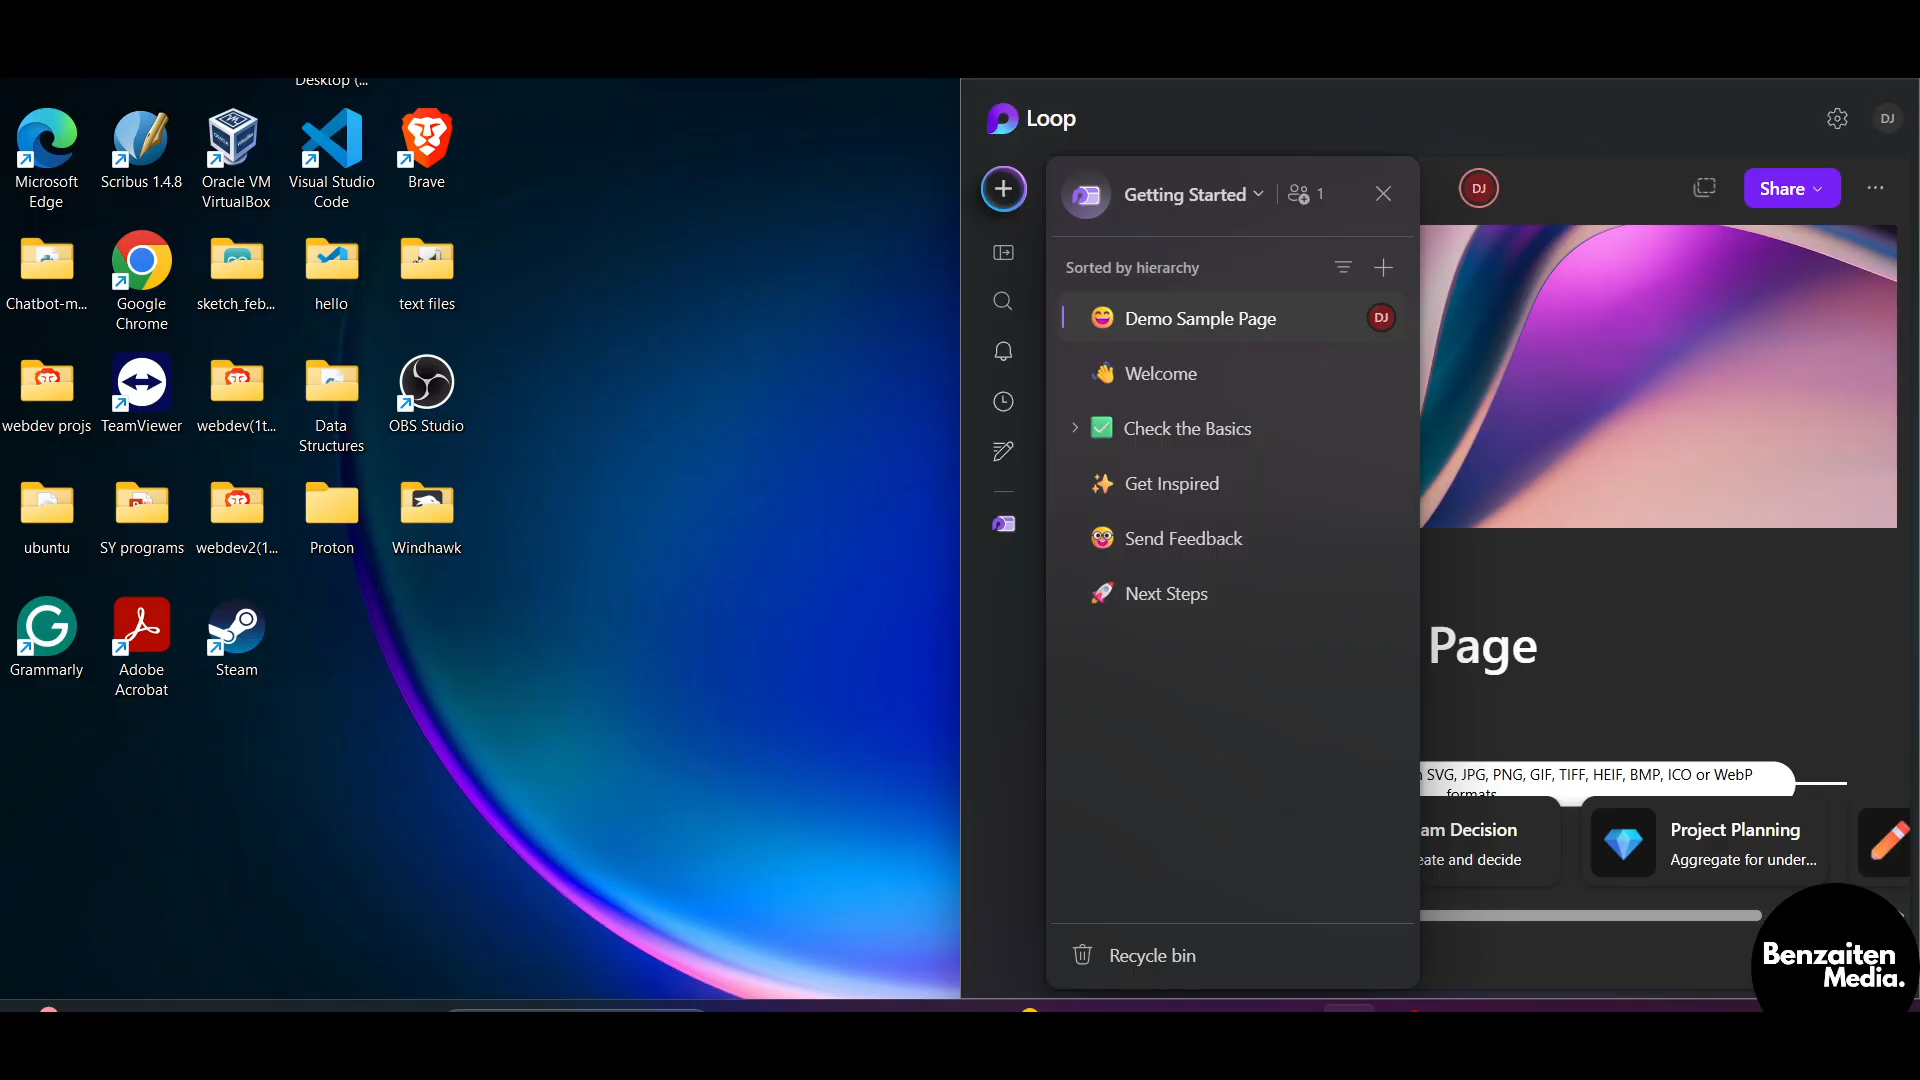 Desktop (...
Microsoft
Edge
Scribus 1.4.8
Oracle VM
VirtualBox
Visual Studio
Code
Brave
Chatbot-m...
Google
Chrome
sketch_feb...
hello
text files
webdev projs
TeamViewer
webdev(1t...
Data
Structures
OBS Studio
ubuntu
SY programs
webdev2(1...
Proton
Windhawk
Grammarly
Adobe
Acrobat
Steam
Loop
DJ
Getting Started
1
DJ
Share
Sorted by hierarchy
Demo Sample Page
DJ
Welcome
Check the Basics
Get Inspired
Send Feedback
Next Steps
Recycle bin
Page
SVG, JPG, PNG, GIF, TIFF, HEIF, BMP, ICO or WebP
formats
am Decision
eate and decide
Project Planning
Aggregate for under...
Benzaiten
Media.